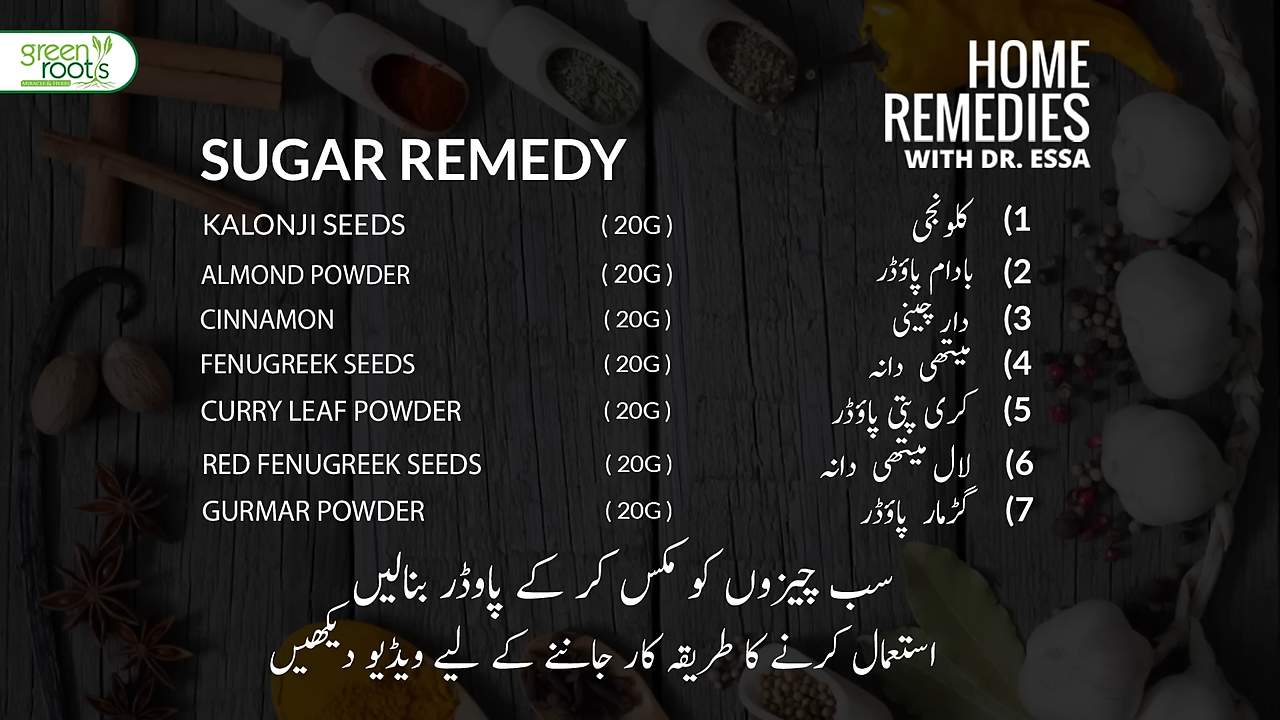 green
roots
MIRACLE & HERBS
HOME
REMEDIES
WITH DR. ESSA
SUGAR REMEDY
KALONJI SEEDS (20G) کلونجی (1
ALMOND POWDER (20G) بادام پاؤڈر (2
CINNAMON (20G) دار چینی (3
FENUGREEK SEEDS (20G) میتھی دانہ (4
CURRY LEAF POWDER (20G) کری پتی پاؤڈر (5
RED FENUGREEK SEEDS (20G) لال میتھی دانہ (6
GURMAR POWDER (20G) گڑمار پاؤڈر (7
سب چیزوں کو مکس کر کے پاوڈر بنالیں
استعمال کرنے کا طریقہ کار جاننے کے لیے ویڈیو دیکھیں